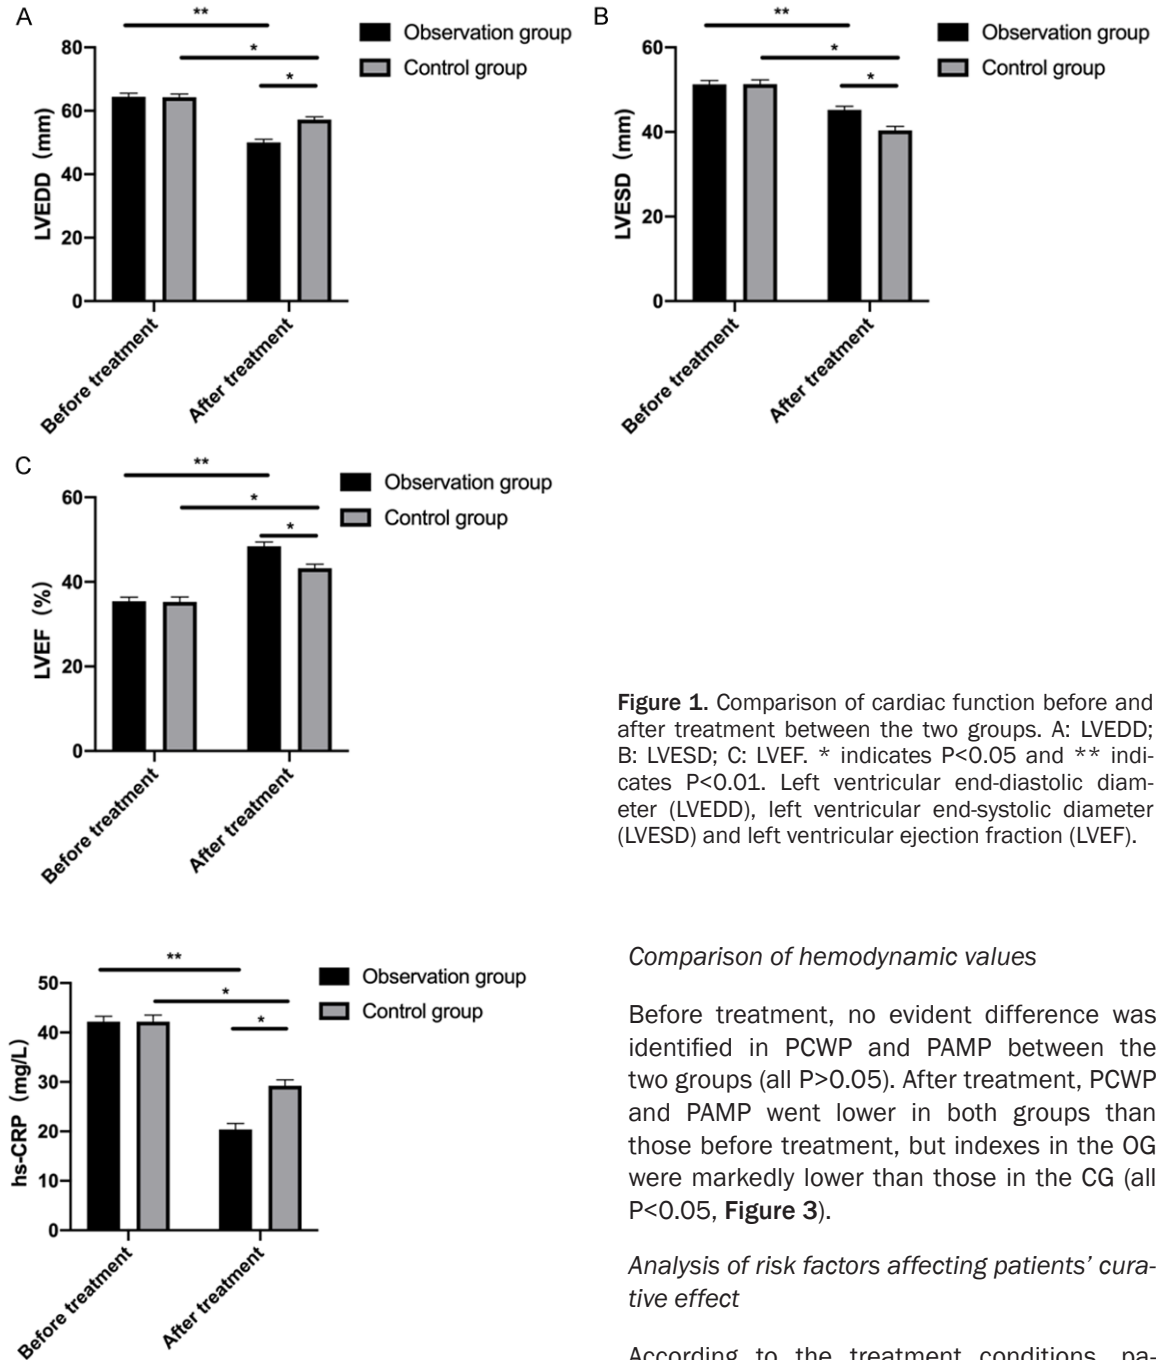 A
**
*
*
Observation group
Control group
80
60
40
20
0
LVEDD (mm)
Before treatment
After treatment
B
**
*
*
Observation group
Control group
60
40
20
0
LVESD (mm)
Before treatment
After treatment
C
**
*
*
Observation group
Control group
60
40
20
0
LVEF (%)
Before treatment
After treatment
Figure 1. Comparison of cardiac function before and
after treatment between the two groups. A: LVEDD;
B: LVESD; C: LVEF. * indicates P<0.05 and ** indi-
cates P<0.01. Left ventricular end-diastolic diam-
eter (LVEDD), left ventricular end-systolic diameter
(LVESD) and left ventricular ejection fraction (LVEF).
**
*
*
Observation group
Control group
50
40
30
20
10
0
hs-CRP (mg/L)
Before treatment
After treatment
Comparison of hemodynamic values
Before treatment, no evident difference was
identified in PCWP and PAMP between the
two groups (all P>0.05). After treatment, PCWP
and PAMP went lower in both groups than
those before treatment, but indexes in the OG
were markedly lower than those in the CG (all
P<0.05, Figure 3).
Analysis of risk factors affecting patients' cura-
tive effect
According to the treatment conditions, pa-